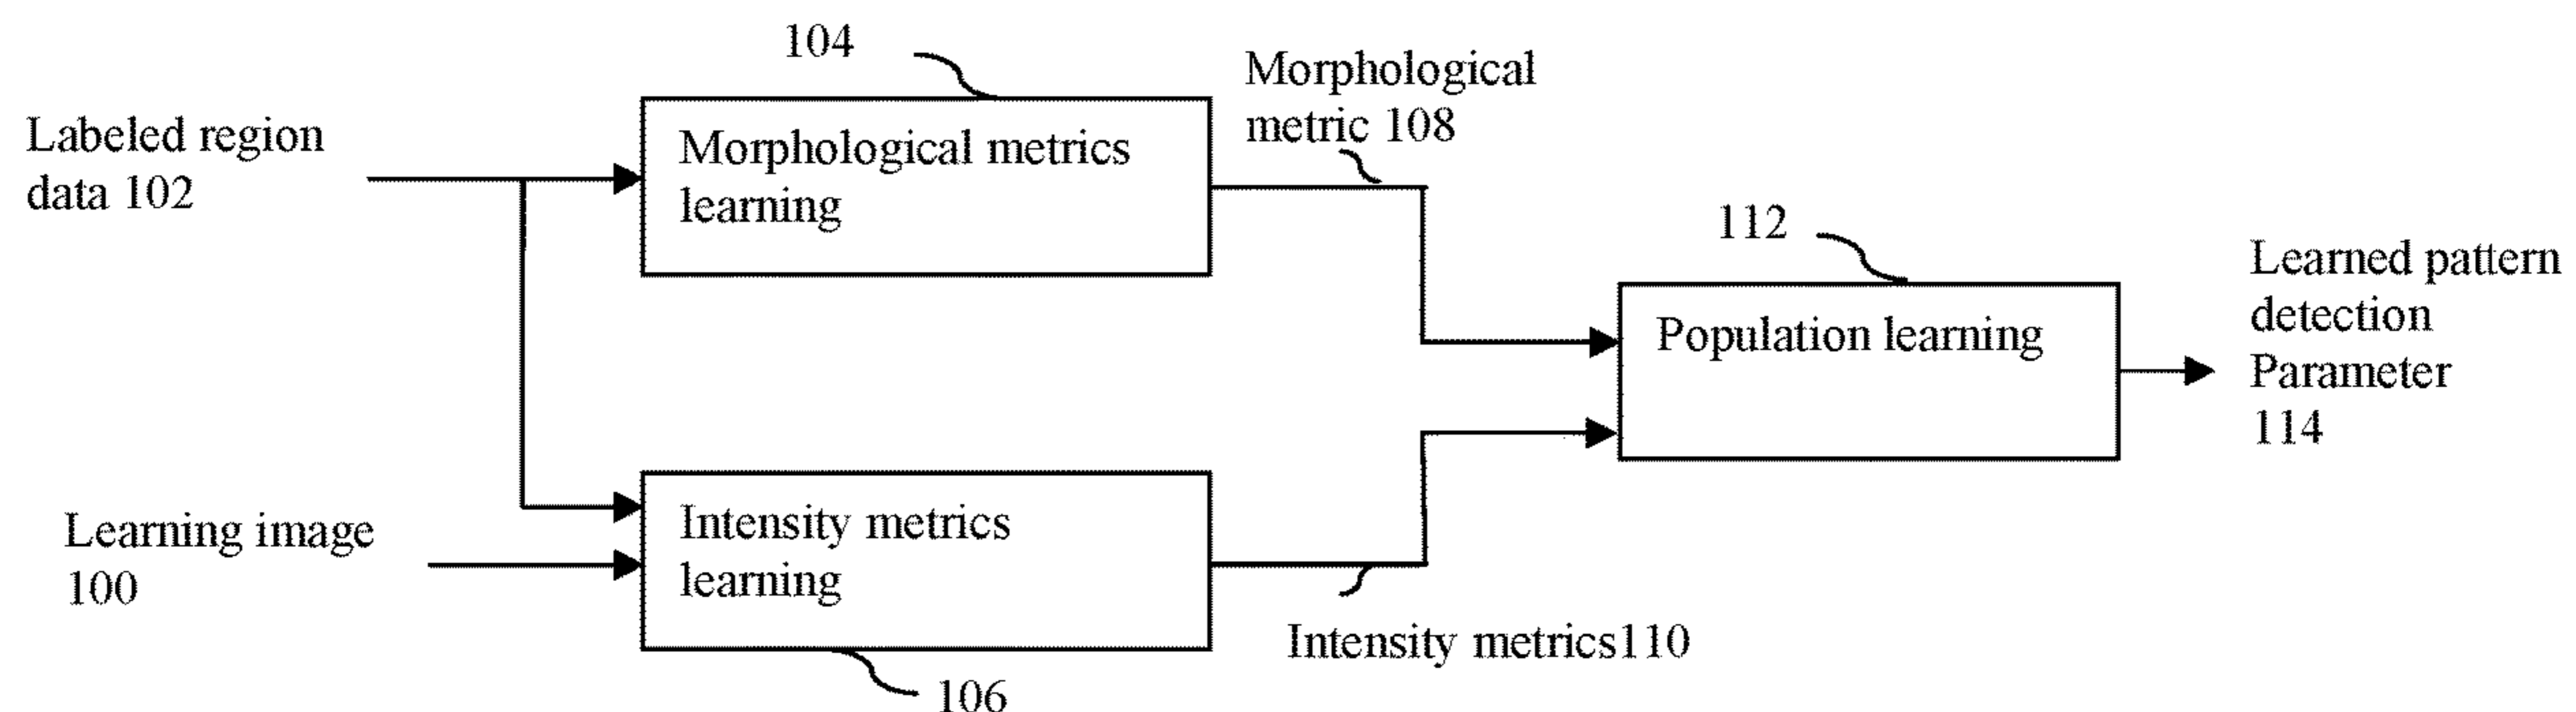 104
Labeled region
data 102
Morphological metrics
learning
Morphological
metric 108
112
Population learning
Learned pattern
detection
Parameter
114
Learning image
100
Intensity metrics
learning
Intensity metrics110
106